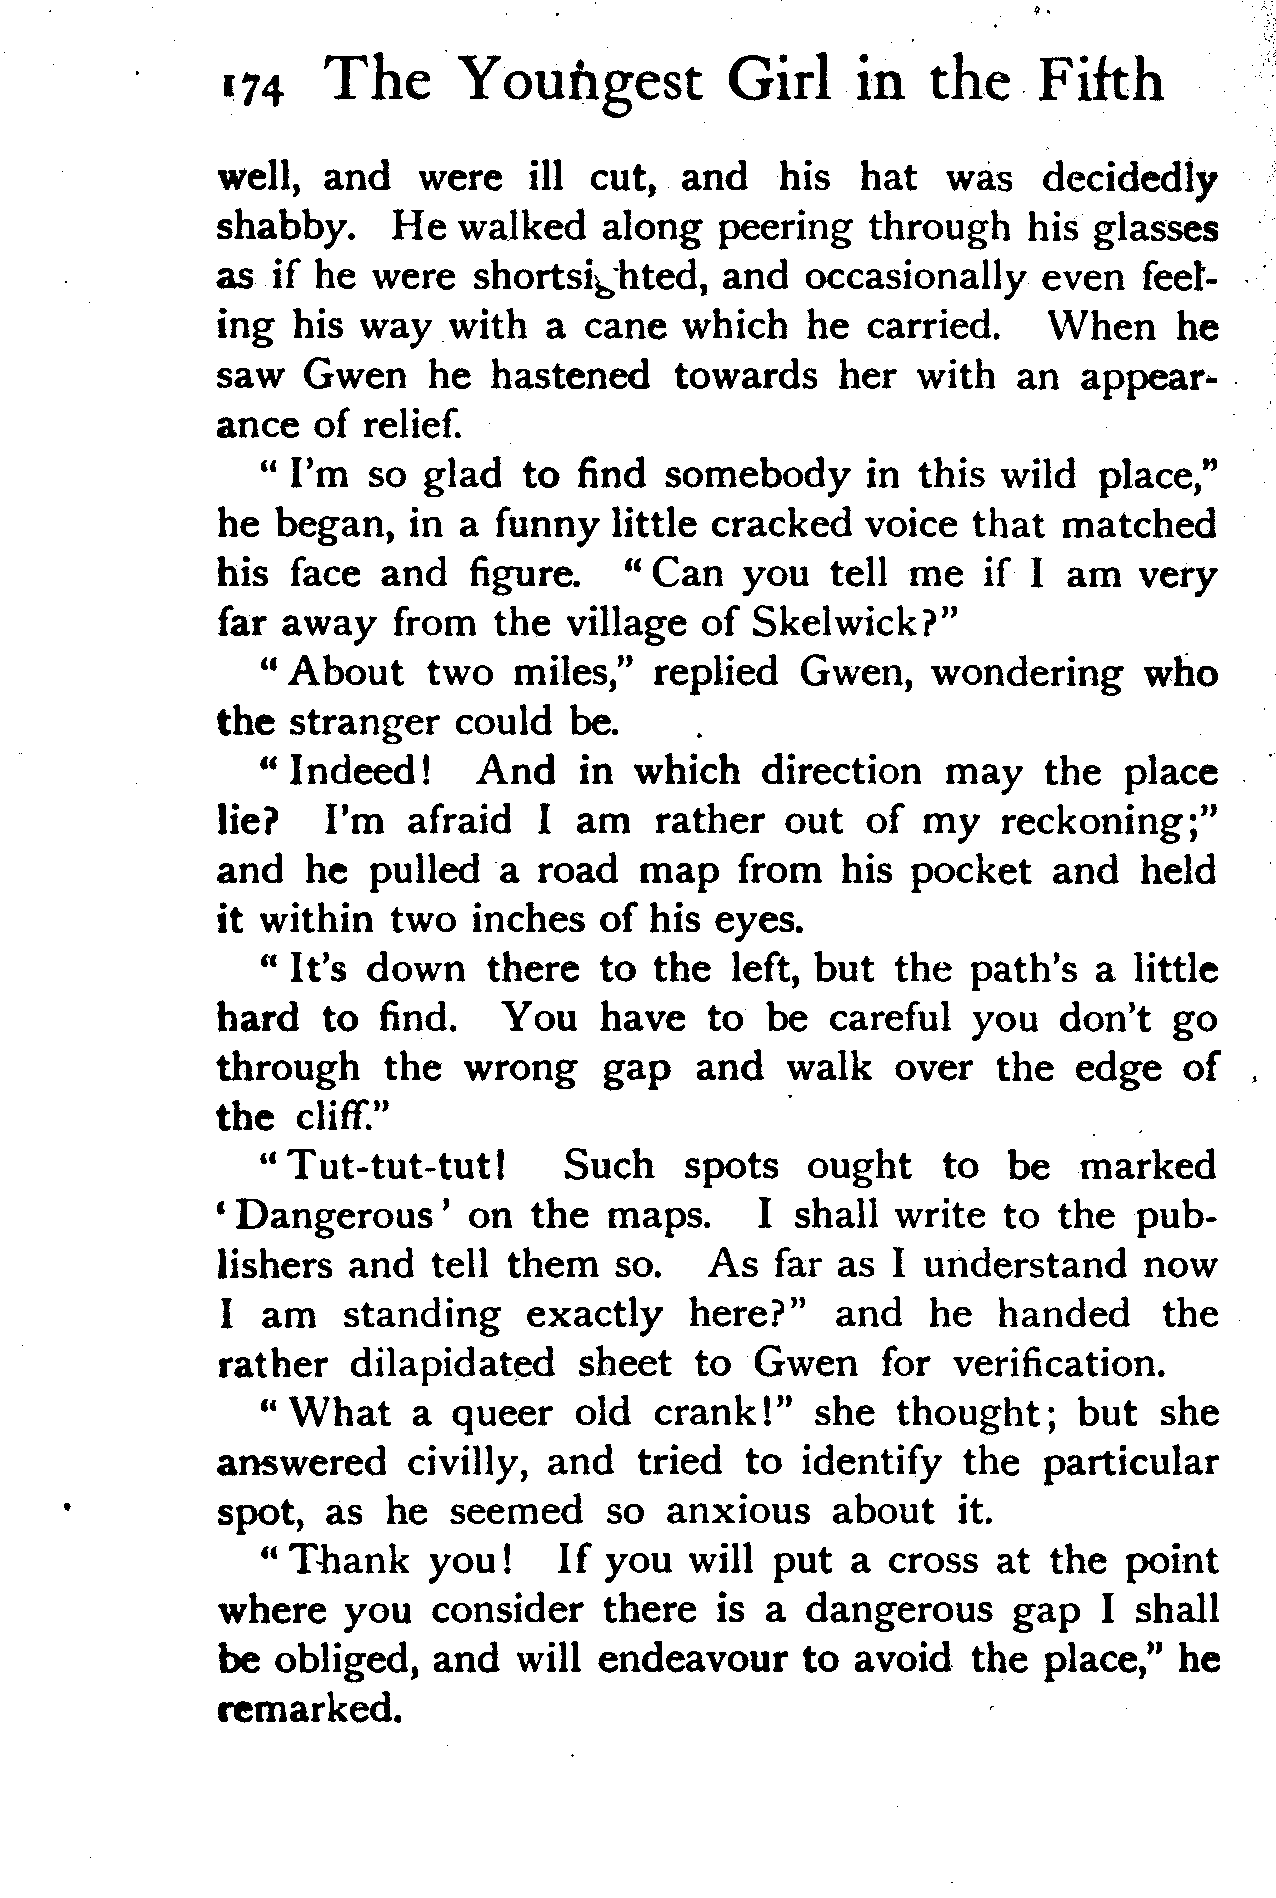 174 The Youngest Girl in the Fifth
well, and were ill cut, and his hat was decidedly
shabby. He walked along peering through his glasses
as if he were shortsighted, and occasionally even feel-
ing his way with a cane which he carried. When he
saw Gwen he hastened towards her with an appear-
ance of relief.
"I'm so glad to find somebody in this wild place,"
he began, in a funny little cracked voice that matched
his face and figure. "Can you tell me if I am very
far away from the village of Skelwick?"
"About two miles," replied Gwen, wondering who
the stranger could be.
"Indeed! And in which direction may the place
lie? I'm afraid I am rather out of my reckoning;"
and he pulled a road map from his pocket and held
it within two inches of his eyes.
"It's down there to the left, but the path's a little
hard to find. You have to be careful you don't go
through the wrong gap and walk over the edge of
the cliff."
"Tut-tut-tut! Such spots ought to be marked
'Dangerous' on the maps. I shall write to the pub-
lishers and tell them so. As far as I understand now
I am standing exactly here?" and he handed the
rather dilapidated sheet to Gwen for verification.
"What a queer old crank!" she thought; but she
answered civilly, and tried to identify the particular
spot, as he seemed so anxious about it.
"Thank you! If you will put a cross at the point
where you consider there is a dangerous gap I shall
be obliged, and will endeavour to avoid the place," he
remarked.